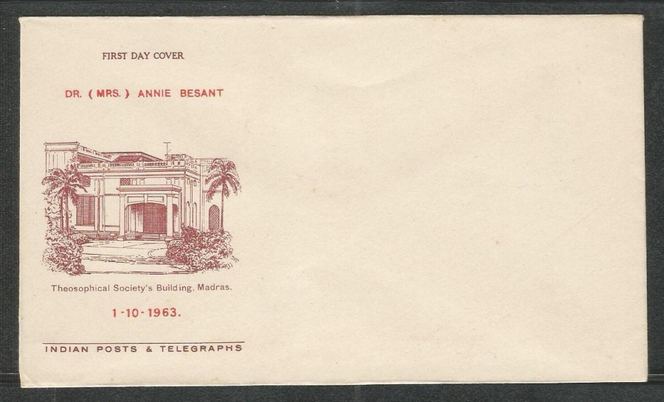 FIRST DAY COVER
DR. (MRS.) ANNIE BESANT
Theosophical Society's Building, Madras.
1-10-1963.
INDIAN POSTS & TELEGRAPHS